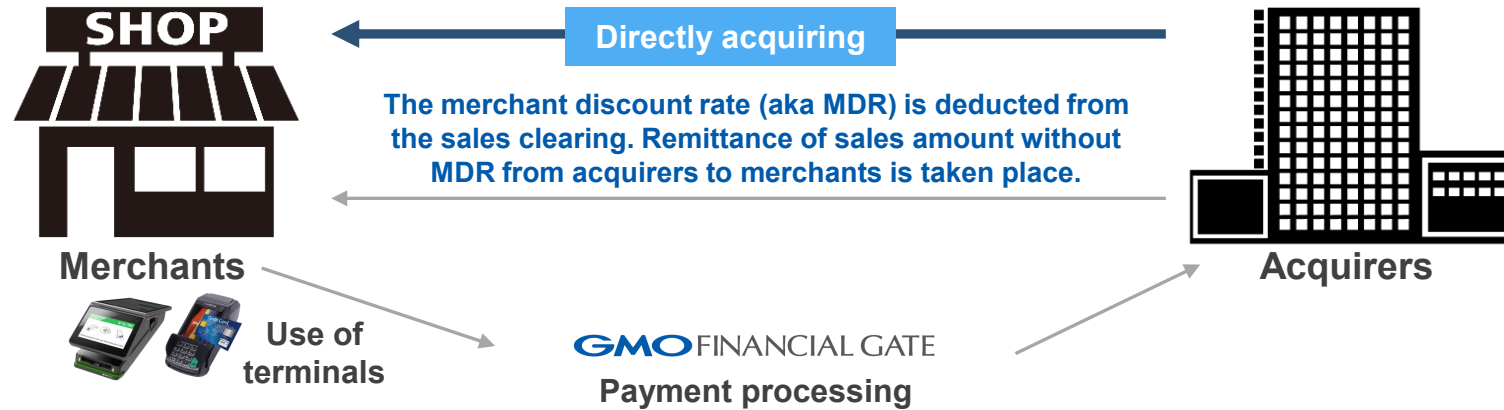 SHOP
Directly acquiring
The merchant discount rate (aka MDR) is deducted from
the sales clearing. Remittance of sales amount without
MDR from acquirers to merchants is taken place.
Merchants
Acquirers
Use of
terminals
GMO FINANCIAL GATE
Payment processing